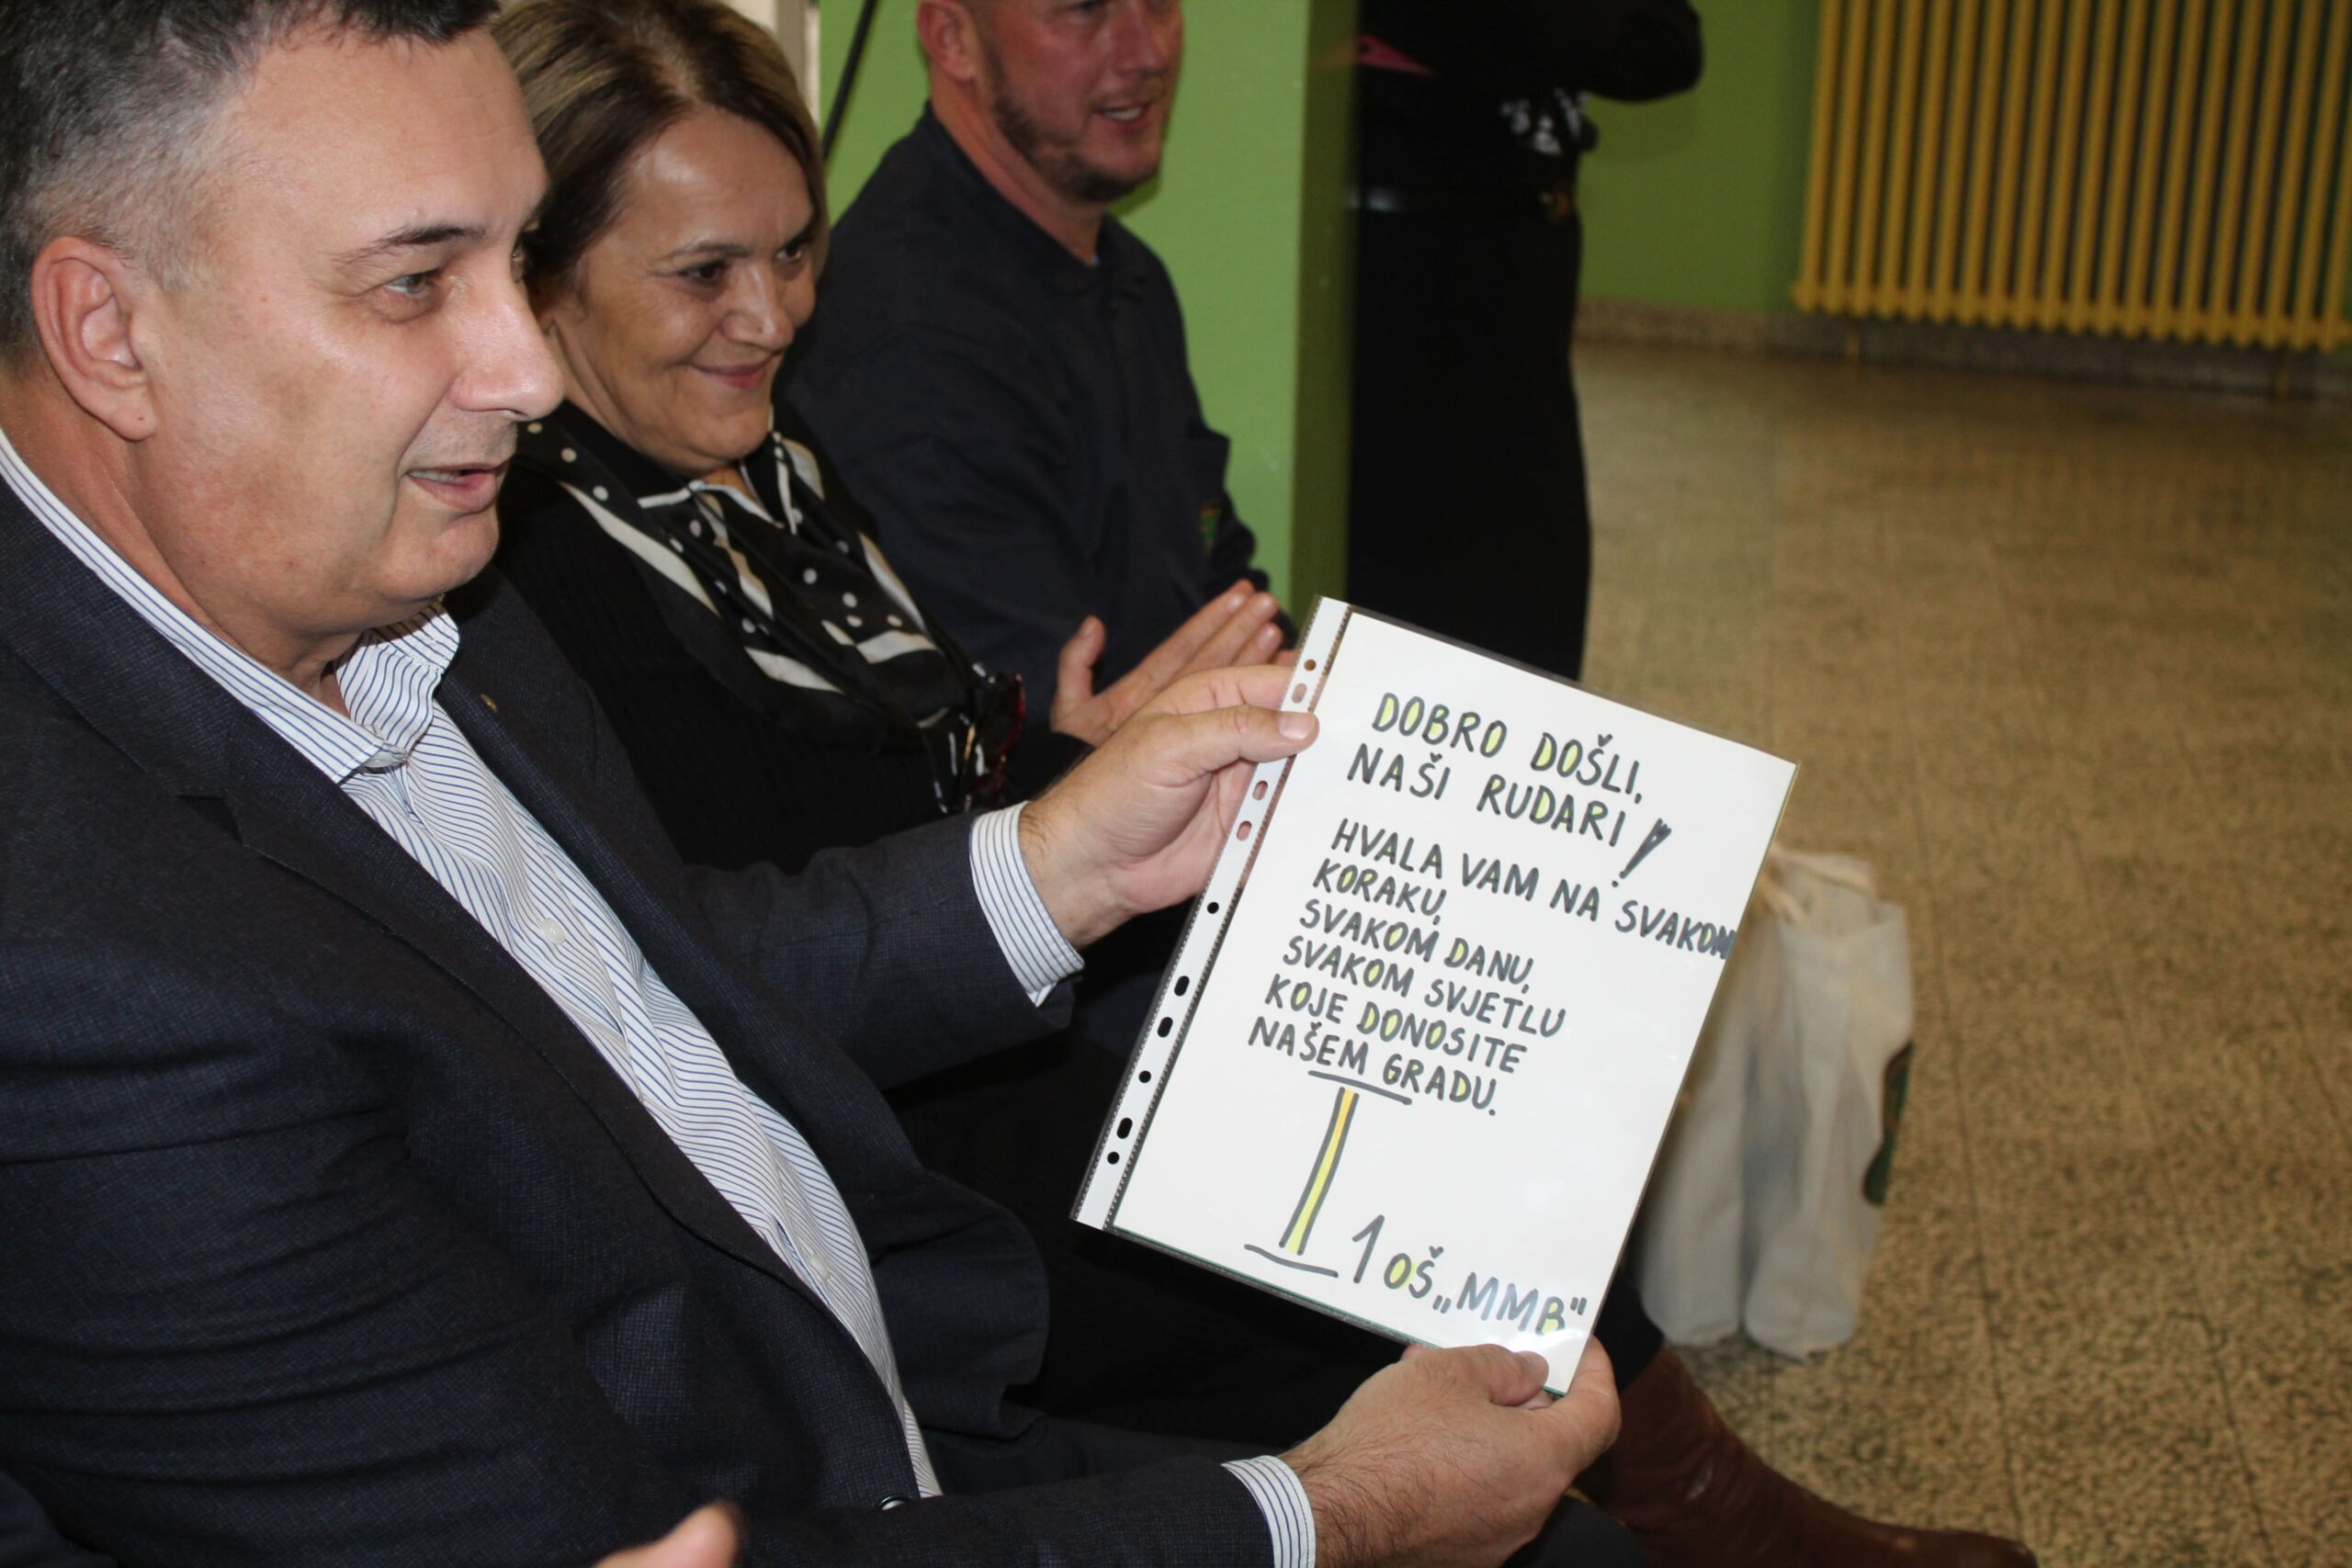 DOBRO DOŠLI,
NAŠI RUDARI!
HVALA VAM NA SVAKOM
KORAKU,
SVAKOM DANU,
SVAKOM SVJETLU
KOJE DONOSITE
NAŠEM GRADU.
1 OŠ „MMB"